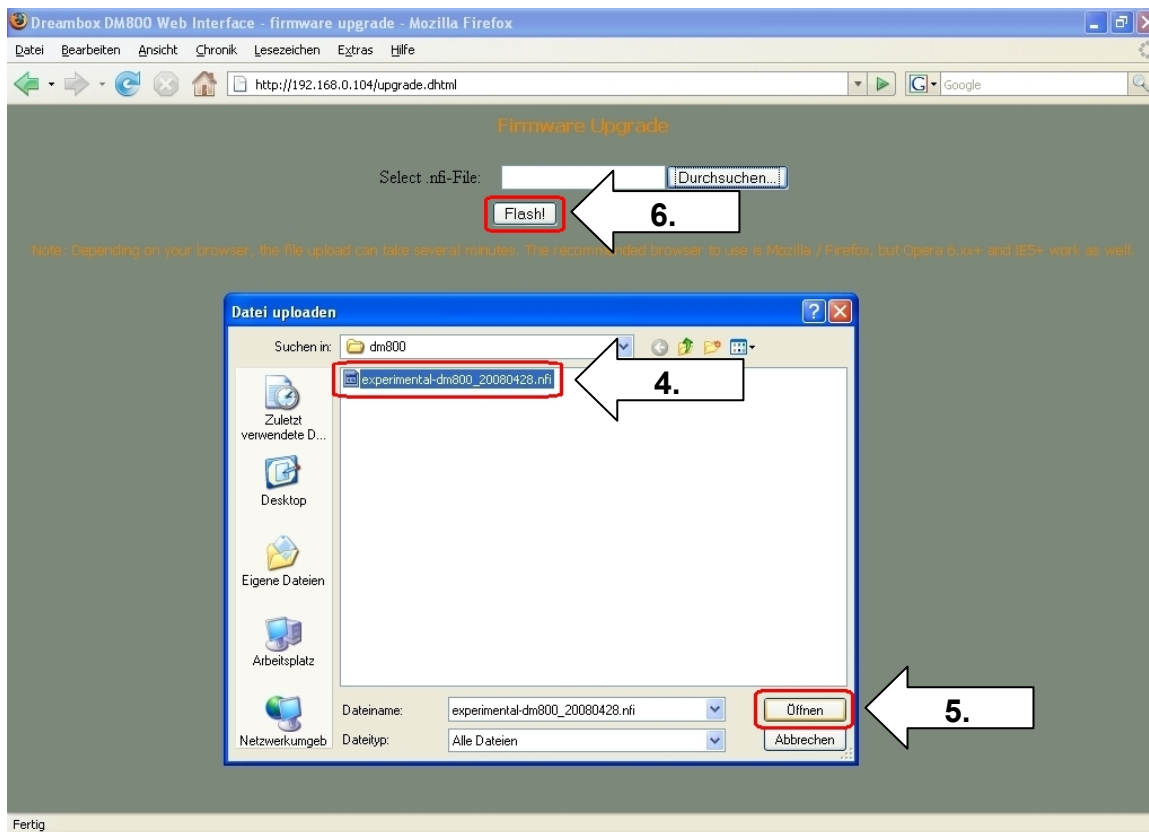 Dreambox DM800 Web Interface - firmware upgrade - Mozilla Firefox
Datei Bearbeiten Ansicht Chronik Lesezeichen Extras Hilfe
http://192.168.0.104/upgrade.dhtml
G Google
Firmware Upgrade
Select .nfi-File: Durchsuchen...
Flash! 6.
Note: Depending on your browser, the file upload can take several minutes. The recommended browser to use is Mozilla / Firefox, but Opera 6.xx+ and IE5+ work as well.
Datei uploaden
Suchen in: dm800
experimental-dm800_20080428.nfi 4.
Zuletzt
verwendete D...
Desktop
Eigene Dateien
Arbeitsplatz
Netzwerkumgeb
Dateiname: experimental-dm800_20080428.nfi Öffnen 5.
Dateityp: Alle Dateien Abbrechen
Fertig